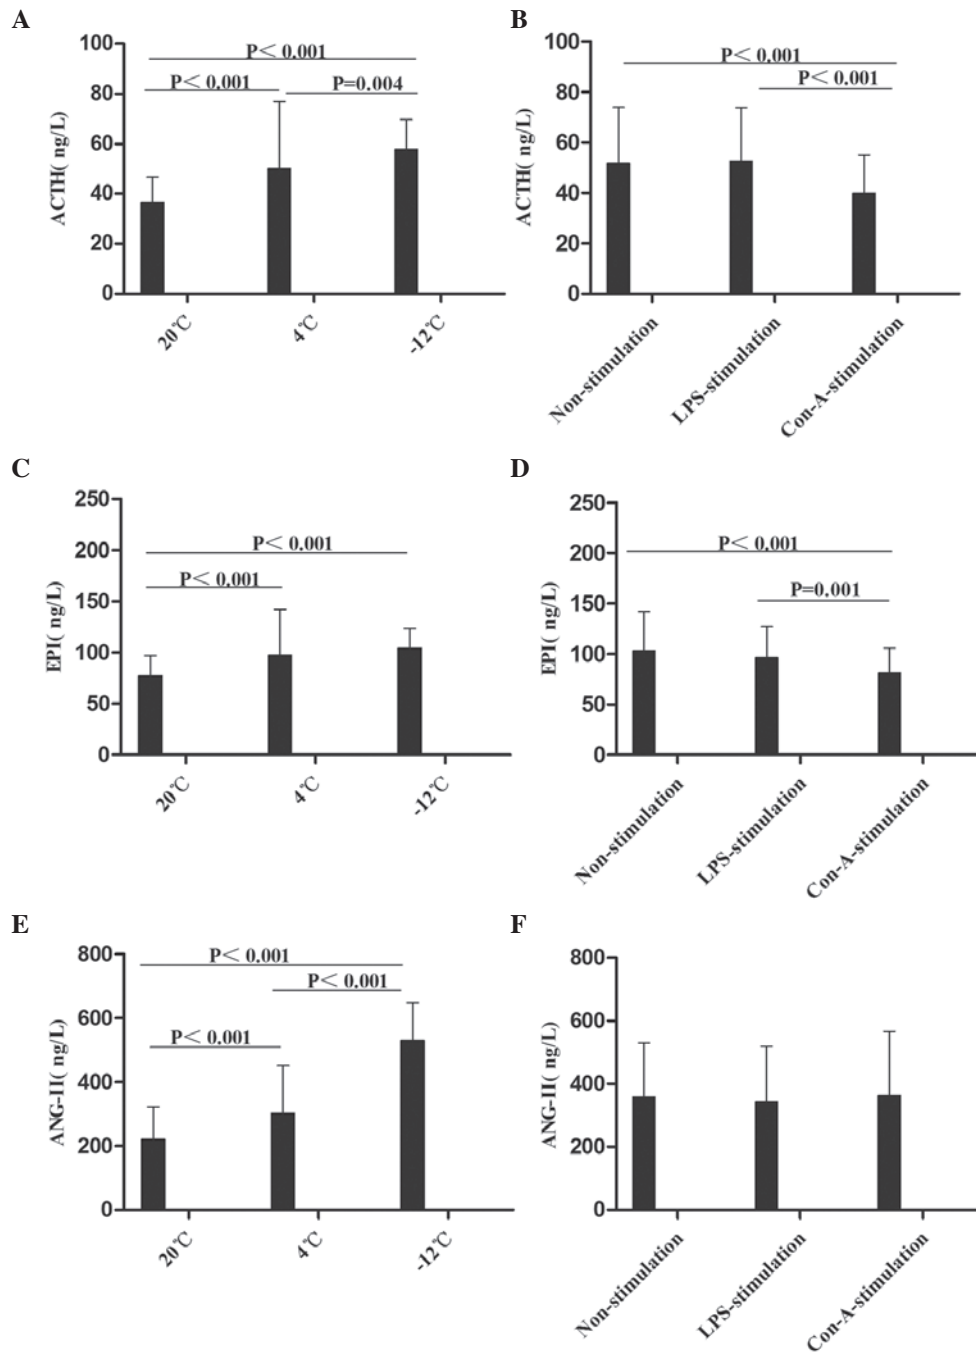 A
P< 0.001
P< 0.001
P=0.004
ACTH( ng/L)
100
80
60
40
20
0
20℃
4℃
-12℃
B
P< 0.001
P< 0.001
ACTH( ng/L)
100
80
60
40
20
0
Non-stimulation
LPS-stimulation
Con-A-stimulation
C
P< 0.001
P< 0.001
EPI( ng/L)
250
200
150
100
50
0
20℃
4℃
-12℃
D
P< 0.001
P=0.001
EPI( ng/L)
250
200
150
100
50
0
Non-stimulation
LPS-stimulation
Con-A-stimulation
E
P< 0.001
P< 0.001
P< 0.001
ANG-II( ng/L)
800
600
400
200
0
20℃
4℃
-12℃
F
ANG-II( ng/L)
800
600
400
200
0
Non-stimulation
LPS-stimulation
Con-A-stimulation